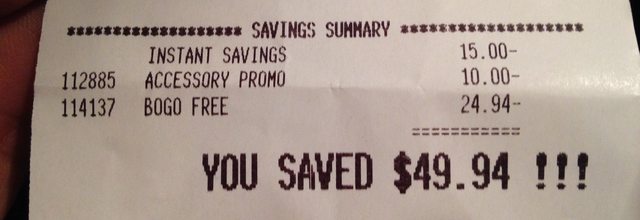 ******************* SAVINGS SUMMARY ********************
INSTANT SAVINGS 15.00-
112885 ACCESSORY PROMO 10.00-
114137 BOGO FREE 24.94-
===========
YOU SAVED $49.94 !!!